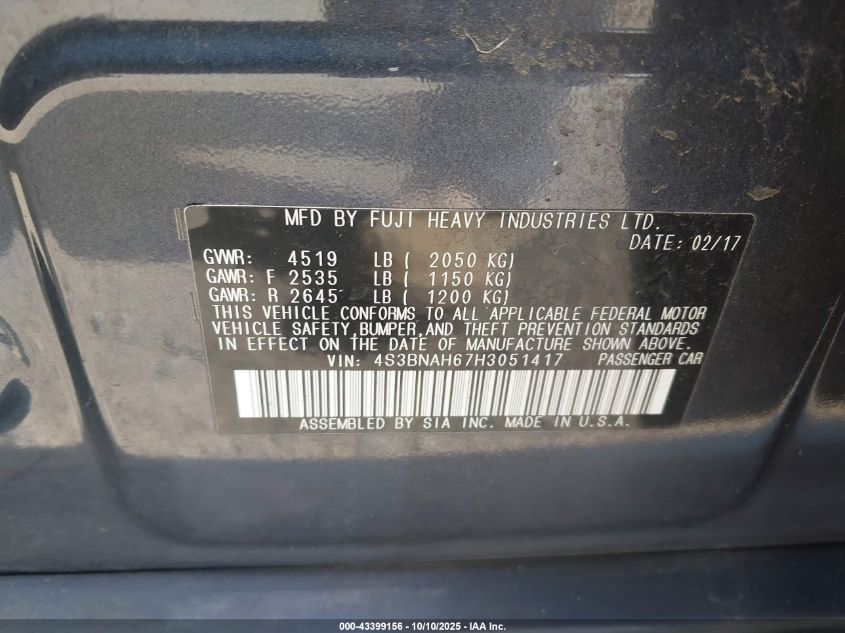 MFD BY FUJI HEAVY INDUSTRIES LTD.
DATE: 02/17
GVWR: 4519 LB ( 2050 KG)
GAWR: F 2535 LB ( 1150 KG)
GAWR: R 2645 LB ( 1200 KG)
THIS VEHICLE CONFORMS TO ALL APPLICABLE FEDERAL MOTOR
VEHICLE SAFETY, BUMPER, AND THEFT PREVENTION STANDARDS
IN EFFECT ON THE DATE OF MANUFACTURE SHOWN ABOVE.
VIN: 4S3BNAH67H3051417 PASSENGER CAR
ASSEMBLED BY SIA INC. MADE IN U.S.A.
000-43399156 - 10/10/2025 - IAA Inc.